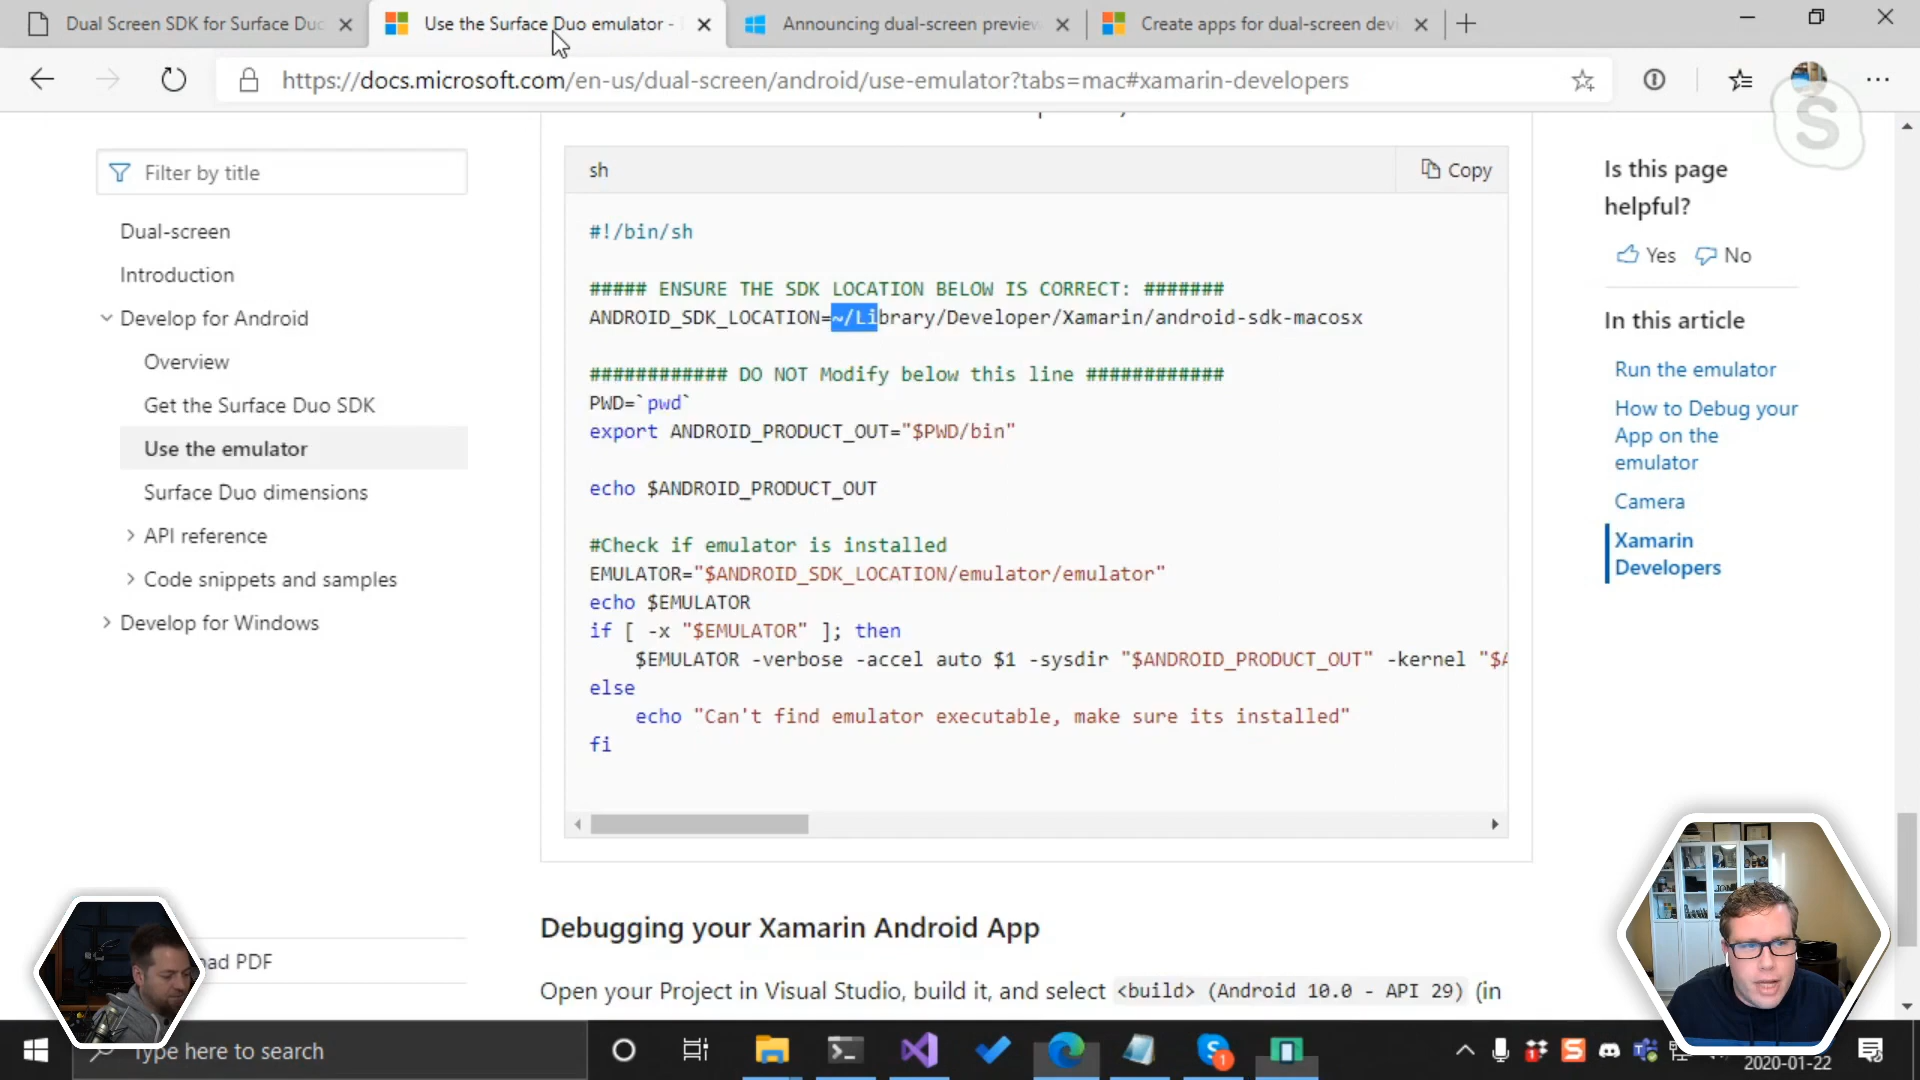 Dual Screen SDK for Surface Duo
Use the Surface Duo emulator -
Announcing dual-screen preview
Create apps for dual-screen devi
https://docs.microsoft.com/en-us/dual-screen/android/use-emulator?tabs=mac#xamarin-developers
Filter by title
Dual-screen
Introduction
Develop for Android
Overview
Get the Surface Duo SDK
Use the emulator
Surface Duo dimensions
API reference
Code snippets and samples
Develop for Windows
oad PDF
sh
Copy
#!/bin/sh
##### ENSURE THE SDK LOCATION BELOW IS CORRECT: #######
ANDROID_SDK_LOCATION=~/Library/Developer/Xamarin/android-sdk-macosx
############ DO NOT Modify below this line ############
PWD=`pwd`
export ANDROID_PRODUCT_OUT="$PWD/bin"
echo $ANDROID_PRODUCT_OUT
#Check if emulator is installed
EMULATOR="$ANDROID_SDK_LOCATION/emulator/emulator"
echo $EMULATOR
if [ -x "$EMULATOR" ]; then
$EMULATOR -verbose -accel auto $1 -sysdir "$ANDROID_PRODUCT_OUT" -kernel "$A
else
echo "Can't find emulator executable, make sure its installed"
fi
Debugging your Xamarin Android App
Open your Project in Visual Studio, build it, and select <build> (Android 10.0 - API 29) (in
Is this page
helpful?
Yes
No
In this article
Run the emulator
How to Debug your
App on the
emulator
Camera
Xamarin
Developers
Type here to search
1
2020-01-22